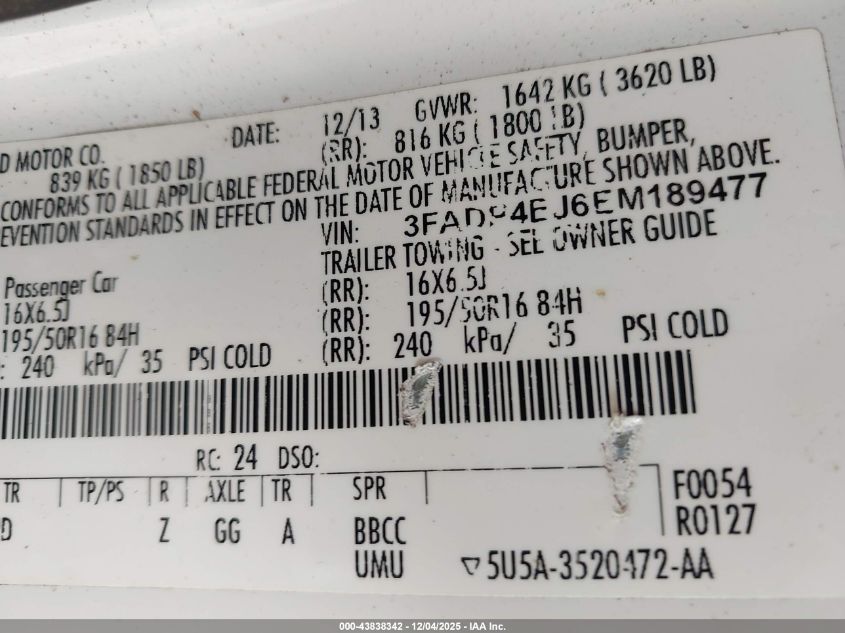 D MOTOR CO. DATE: 12/13 GVWR: 1642 KG ( 3620 LB)
839 KG ( 1850 LB) (RR): 816 KG ( 1800 LB)
CONFORMS TO ALL APPLICABLE FEDERAL MOTOR VEHICLE SAFETY, BUMPER,
EVENTION STANDARDS IN EFFECT ON THE DATE OF MANUFACTURE SHOWN ABOVE.
VIN: 3FADP4EJ6EM189477
TRAILER TOWING - SEE OWNER GUIDE
Passenger Car
16X6.5J (RR): 16X6.5J
195/50R16 84H (RR): 195/50R16 84H
: 240 kPa/ 35 PSI COLD (RR): 240 kPa/ 35 PSI COLD
RC: 24 DSO:
TR TP/PS R AXLE TR SPR F0054
D Z GG A BBCC R0127
UMU ▽5U5A-3520472-AA
000-43838342 - 12/04/2025 - IAA Inc.